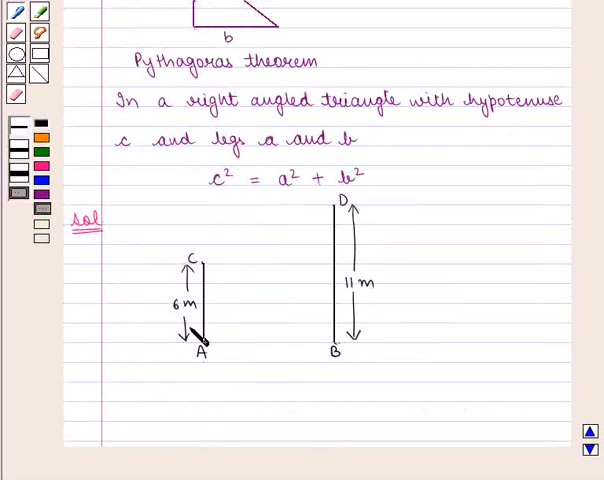 b
Pythagoras theorem
In a right angled triangle with hypotenuse
c and legs a and b
c² = a² + b²
sol
D
C
11 m
6 m
A
B